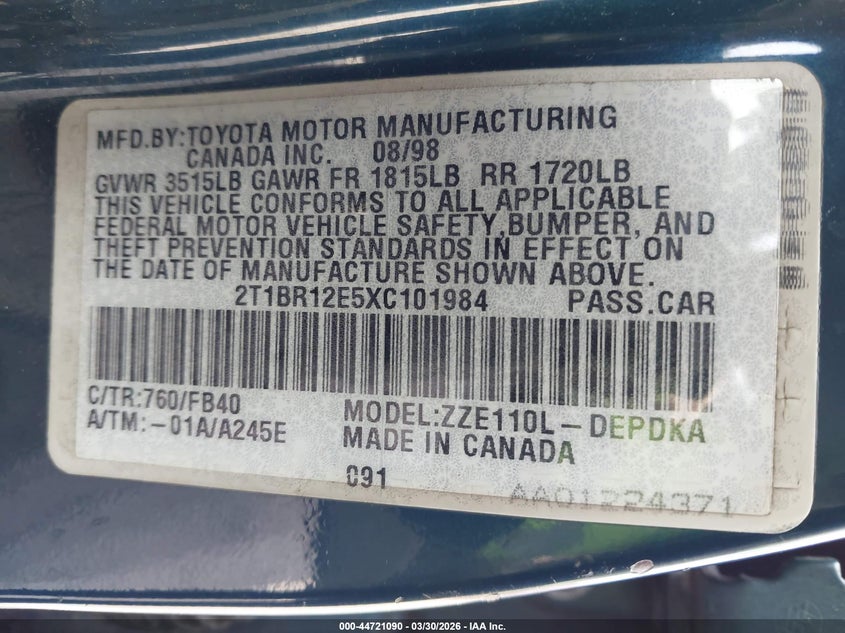 MFD.BY:TOYOTA MOTOR MANUFACTURING
CANADA INC. 08/98
GVWR 3515LB GAWR FR 1815LB RR 1720LB
THIS VEHICLE CONFORMS TO ALL APPLICABLE
FEDERAL MOTOR VEHICLE SAFETY,BUMPER, AND
THEFT PREVENTION STANDARDS IN EFFECT ON
THE DATE OF MANUFACTURE SHOWN ABOVE.
2T1BR12E5XC101984 PASS.CAR
C/TR:760/FB40
A/TM:-01A/A245E
MODEL:ZZE110L-DEPDKA
MADE IN CANADA
091
AA01224371
000-44721090 - 03/30/2026 - IAA Inc.